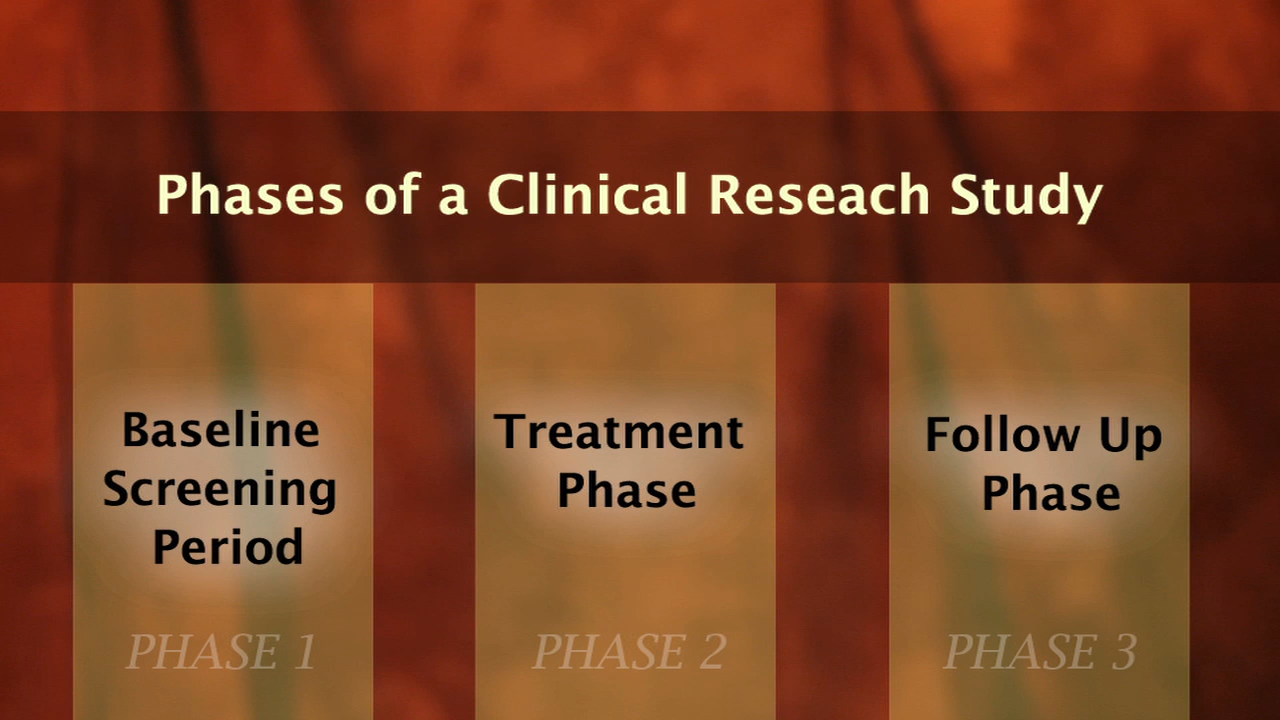 Phases of a Clinical Reseach Study
Baseline
Screening
Period
PHASE 1
Treatment
Phase
PHASE 2
Follow Up
Phase
PHASE 3